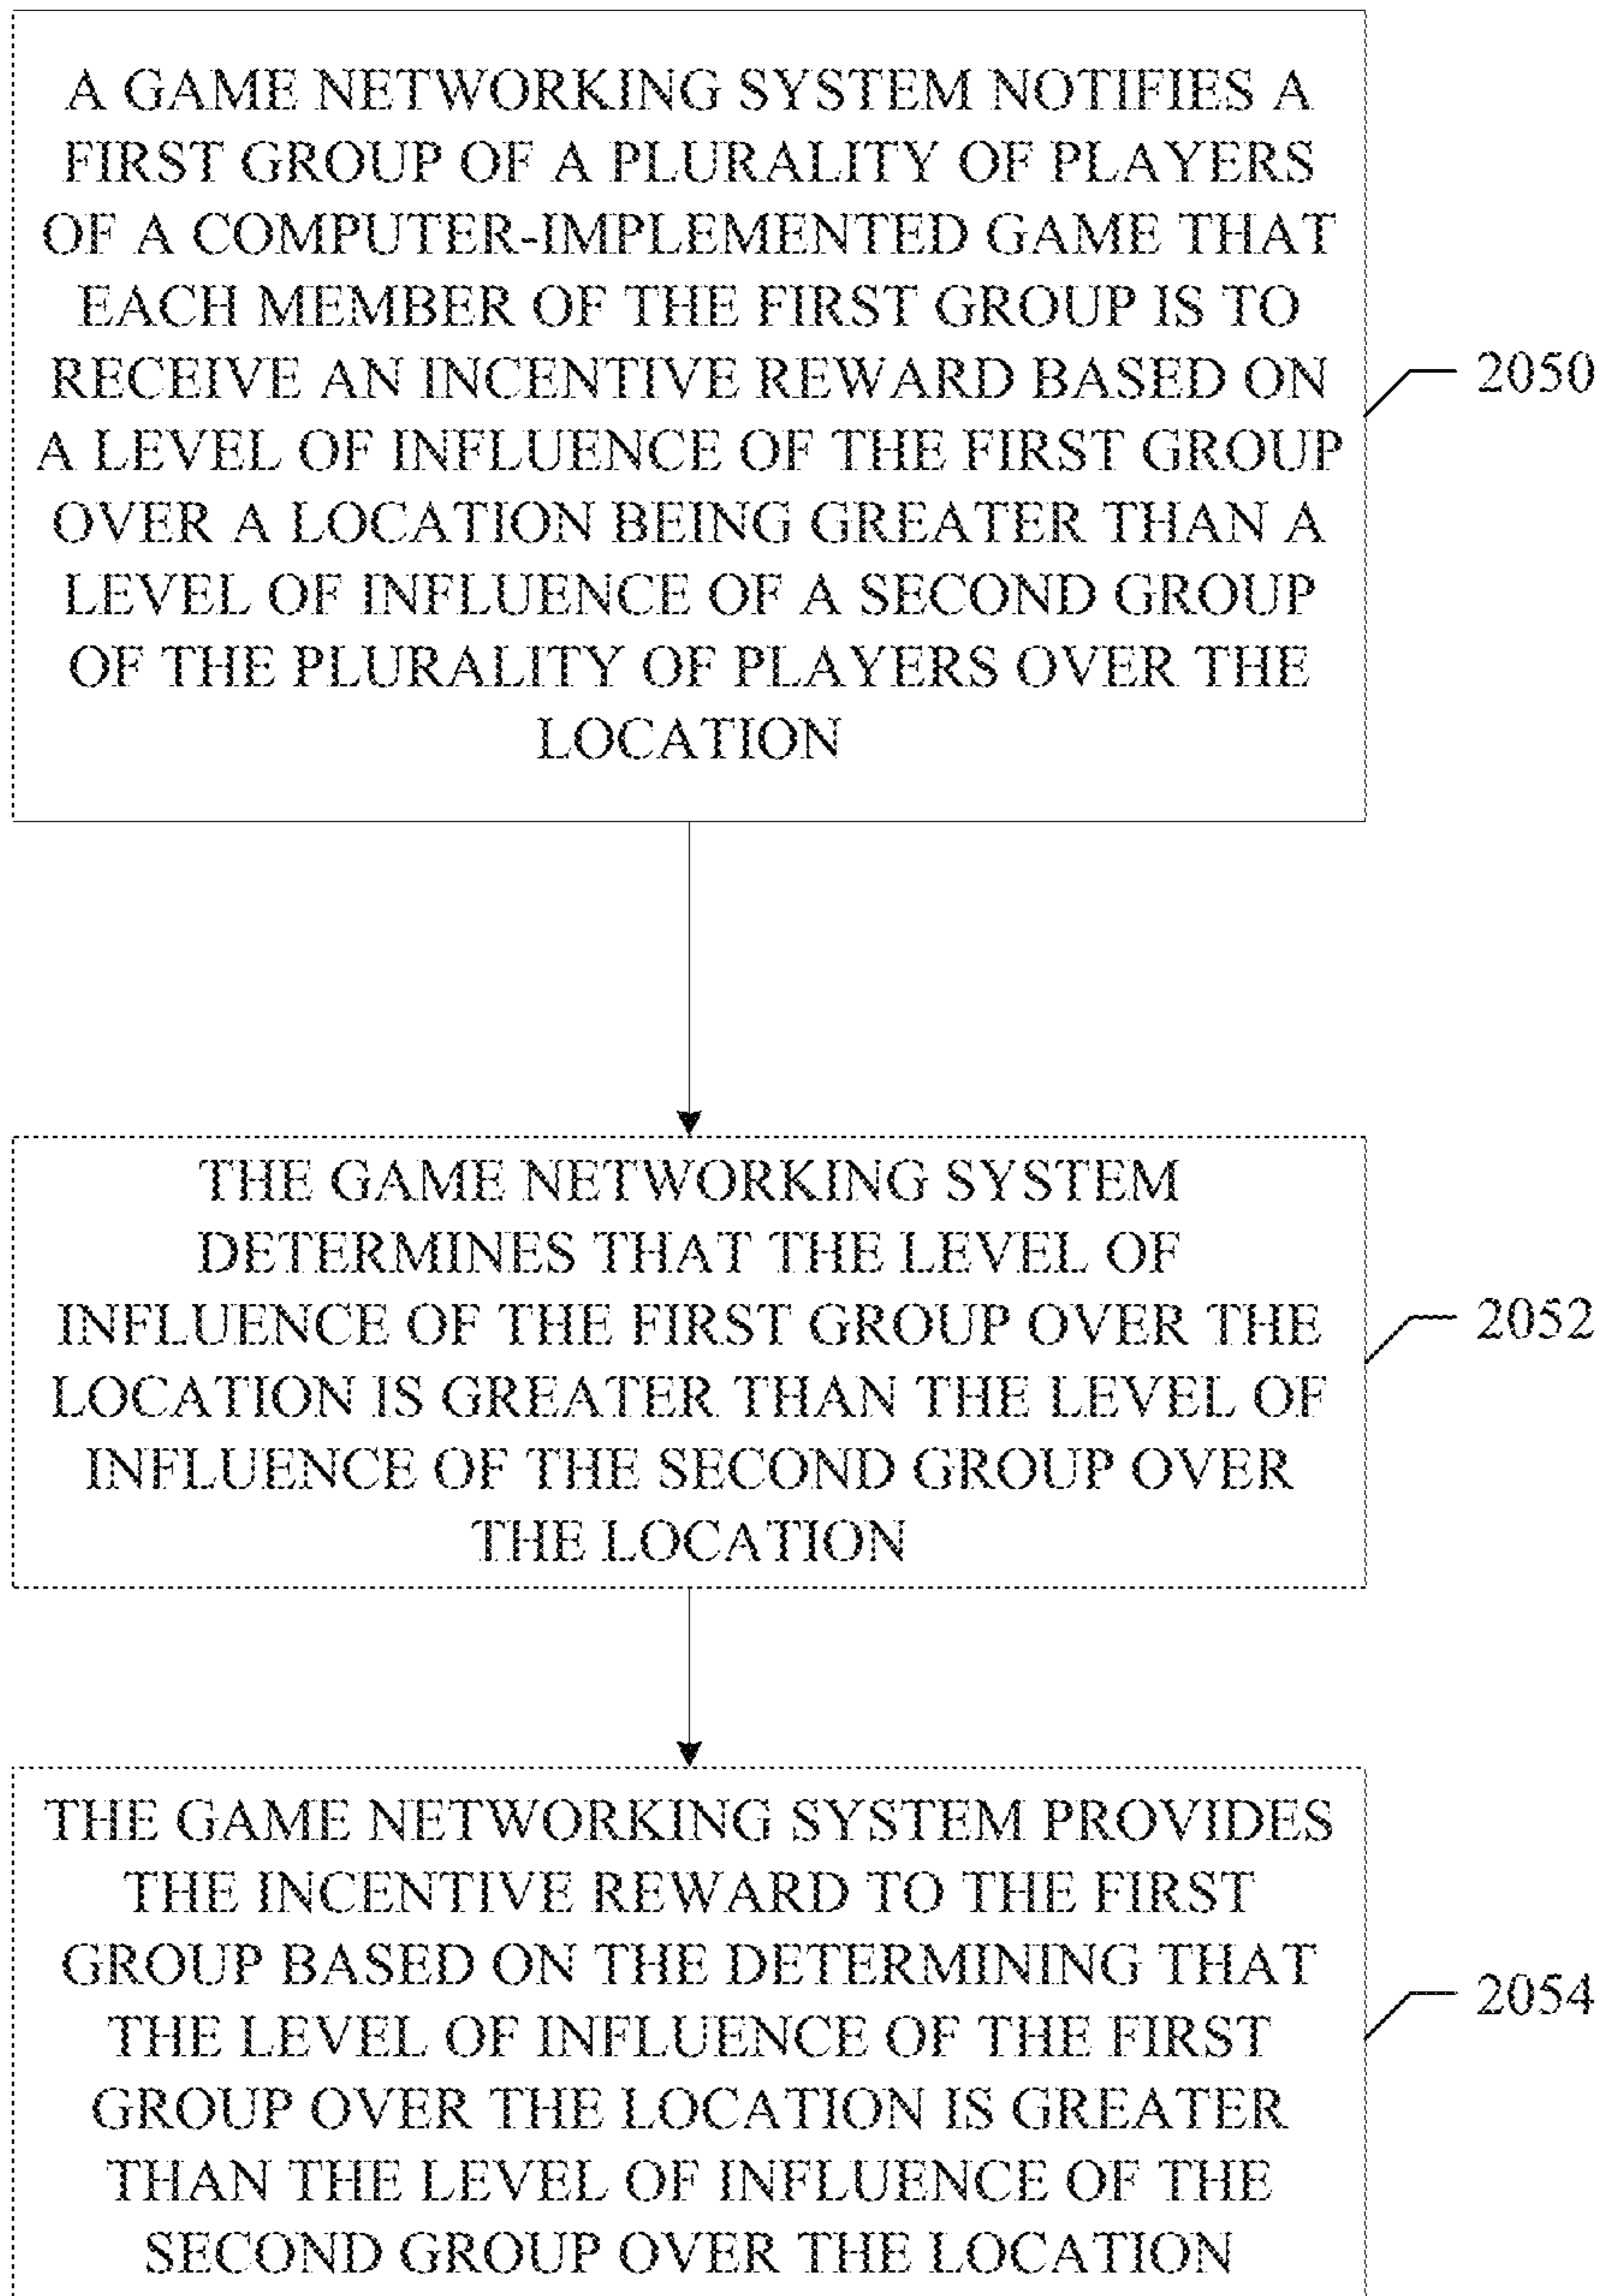 A GAME NETWORKING SYSTEM NOTIFIES A
FIRST GROUP OF A PLURALITY OF PLAYERS
OF A COMPUTER-IMPLEMENTED GAME THAT
EACH MEMBER OF THE FIRST GROUP IS TO
RECEIVE AN INCENTIVE REWARD BASED ON
A LEVEL OF INFLUENCE OF THE FIRST GROUP
OVER A LOCATION BEING GREATER THAN A
LEVEL OF INFLUENCE OF A SECOND GROUP
OF THE PLURALITY OF PLAYERS OVER THE
LOCATION
2050
THE GAME NETWORKING SYSTEM
DETERMINES THAT THE LEVEL OF
INFLUENCE OF THE FIRST GROUP OVER THE
LOCATION IS GREATER THAN THE LEVEL OF
INFLUENCE OF THE SECOND GROUP OVER
THE LOCATION
2052
THE GAME NETWORKING SYSTEM PROVIDES
THE INCENTIVE REWARD TO THE FIRST
GROUP BASED ON THE DETERMINING THAT
THE LEVEL OF INFLUENCE OF THE FIRST
GROUP OVER THE LOCATION IS GREATER
THAN THE LEVEL OF INFLUENCE OF THE
SECOND GROUP OVER THE LOCATION
2054